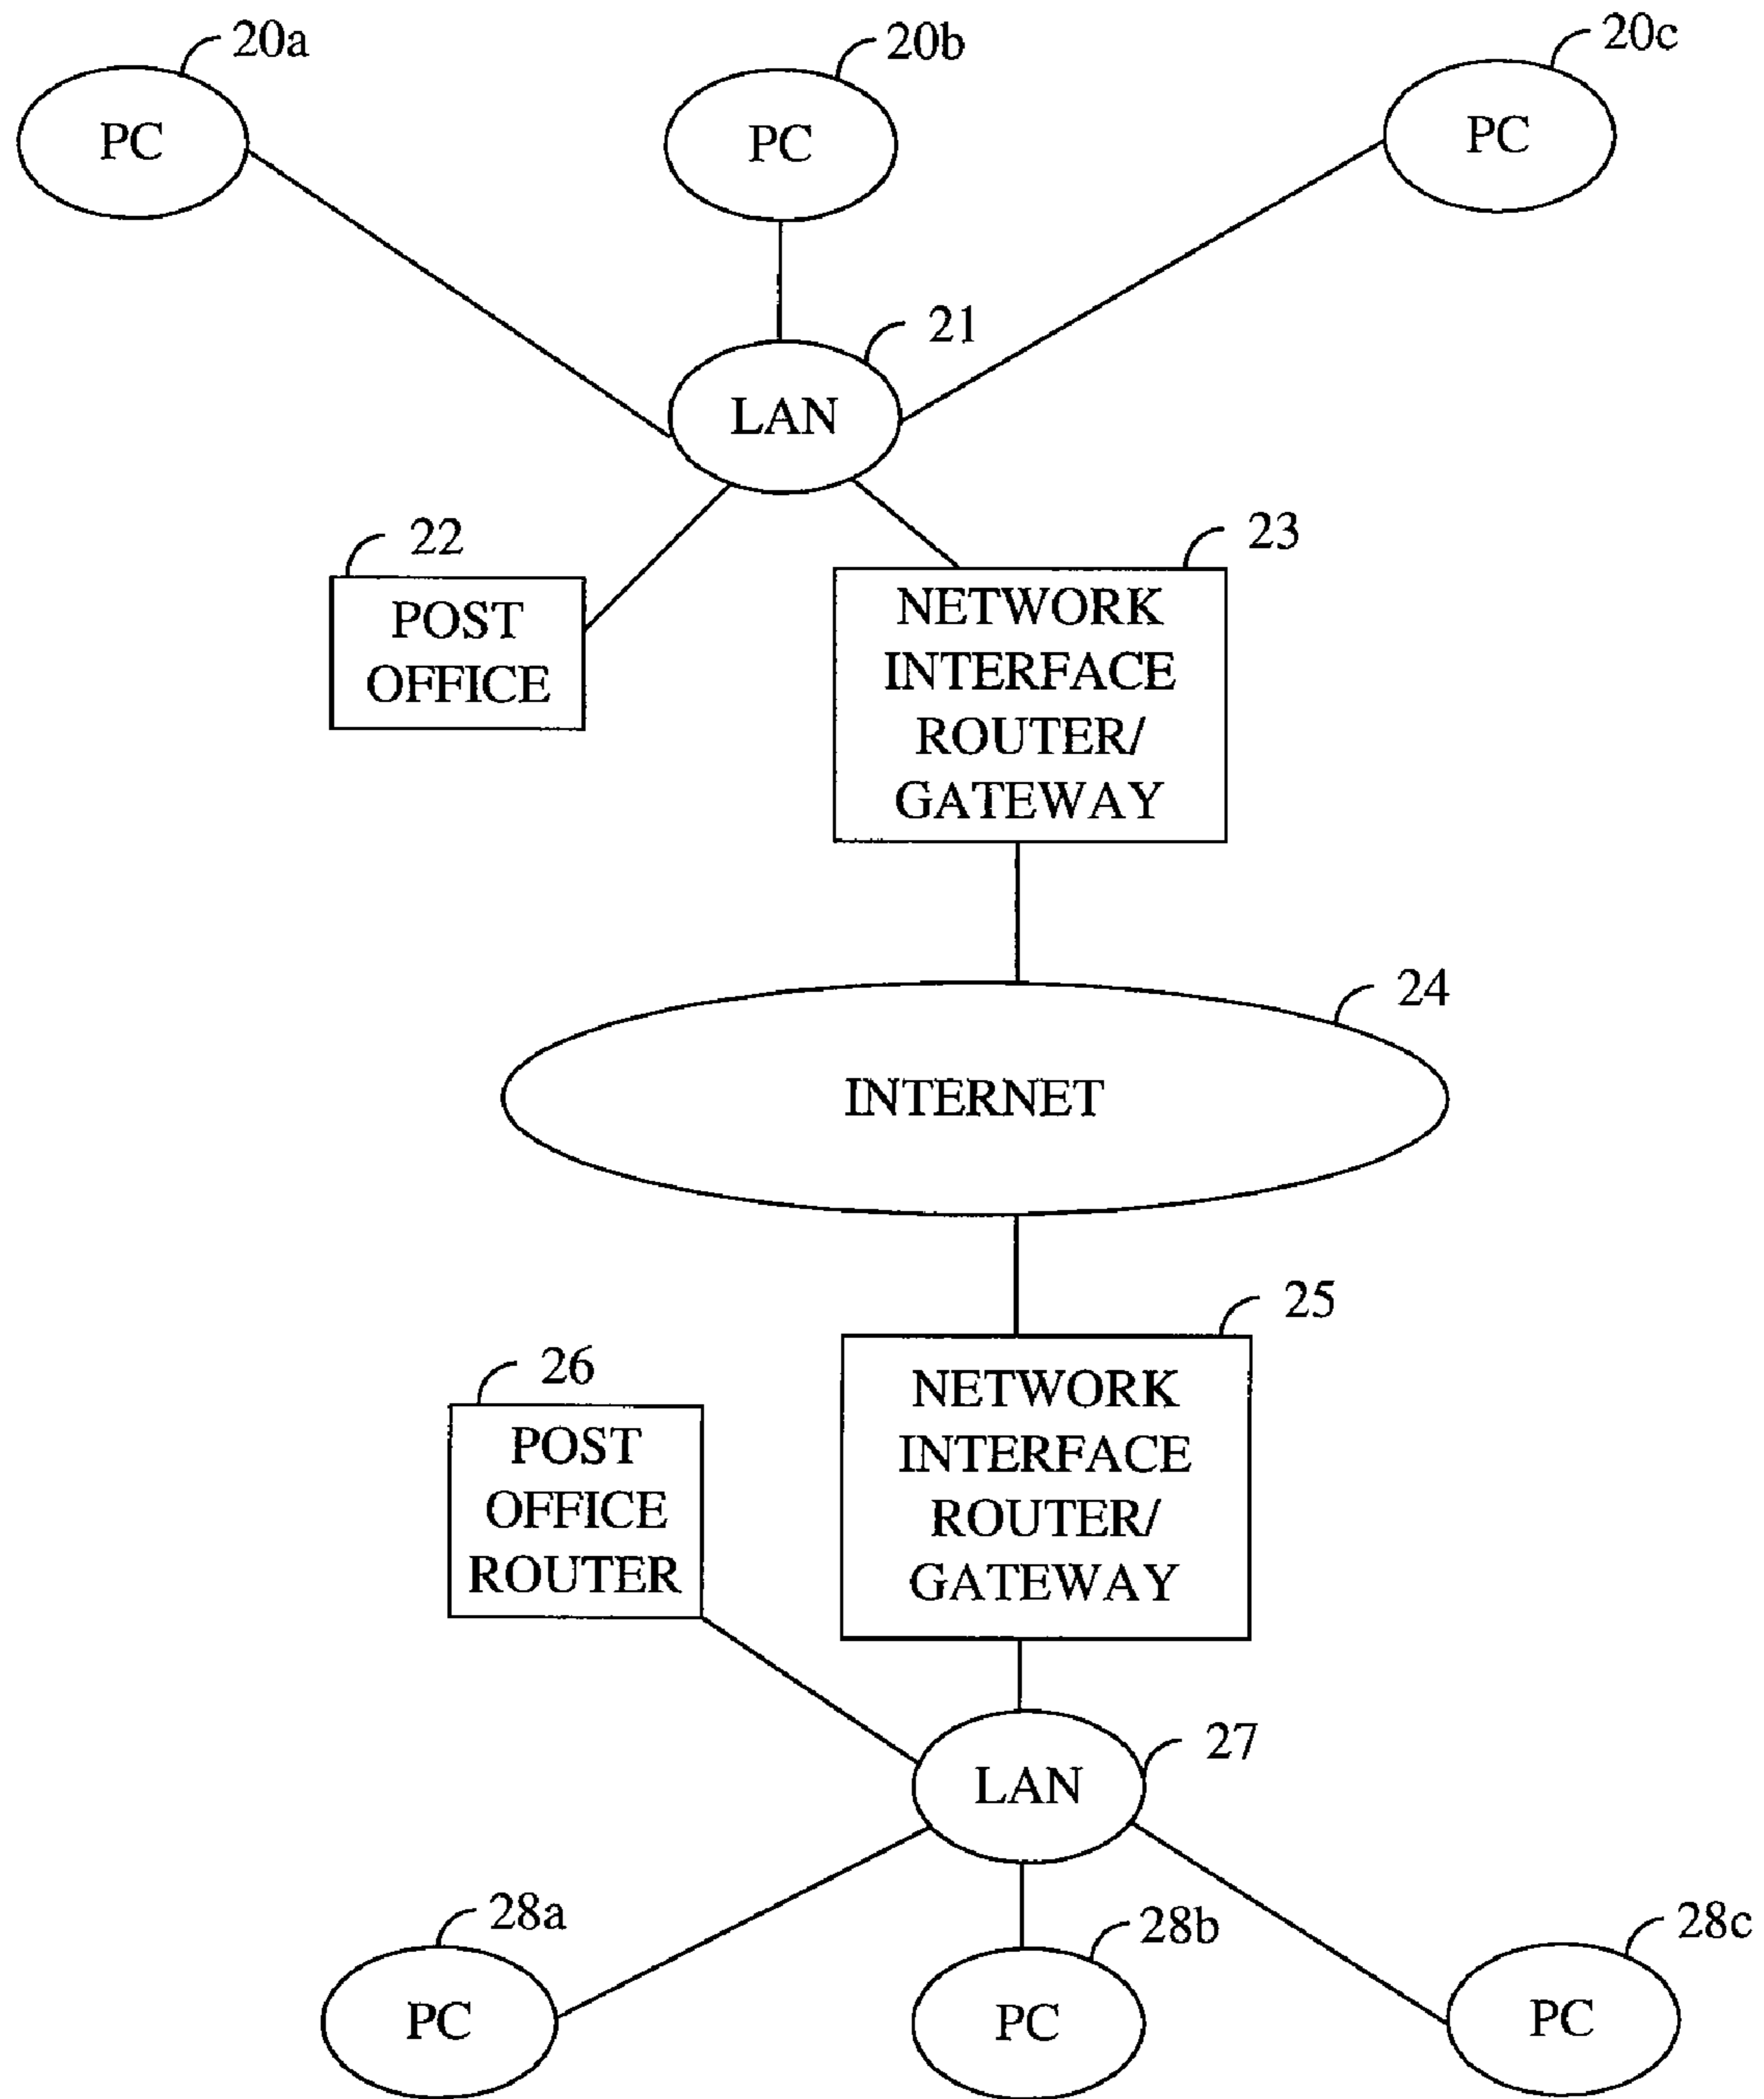 20a
20b
20c
PC
PC
PC
21
LAN
22
POST
OFFICE
23
NETWORK
INTERFACE
ROUTER/
GATEWAY
24
INTERNET
25
NETWORK
INTERFACE
ROUTER/
GATEWAY
26
POST
OFFICE
ROUTER
27
LAN
28a
28b
28c
PC
PC
PC